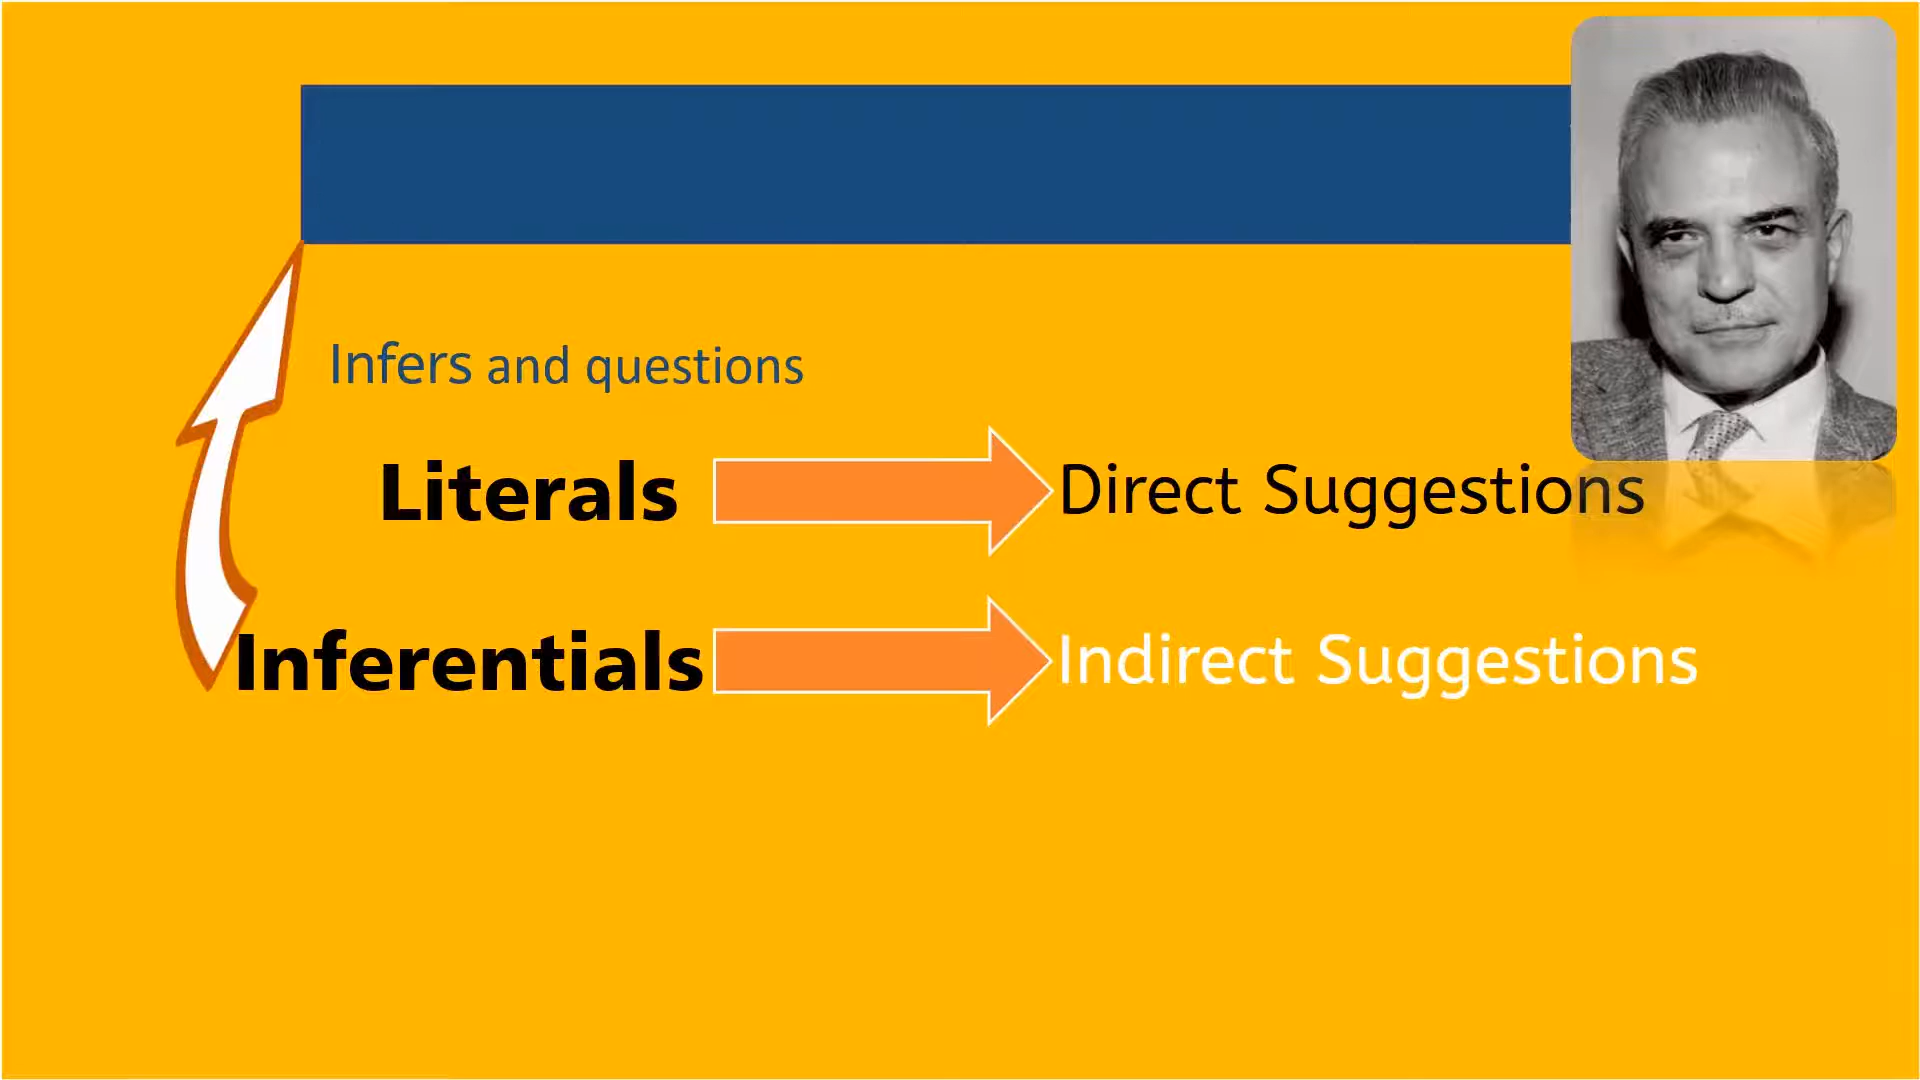 Infers and questions
Literals Direct Suggestions
Inferentials Indirect Suggestions